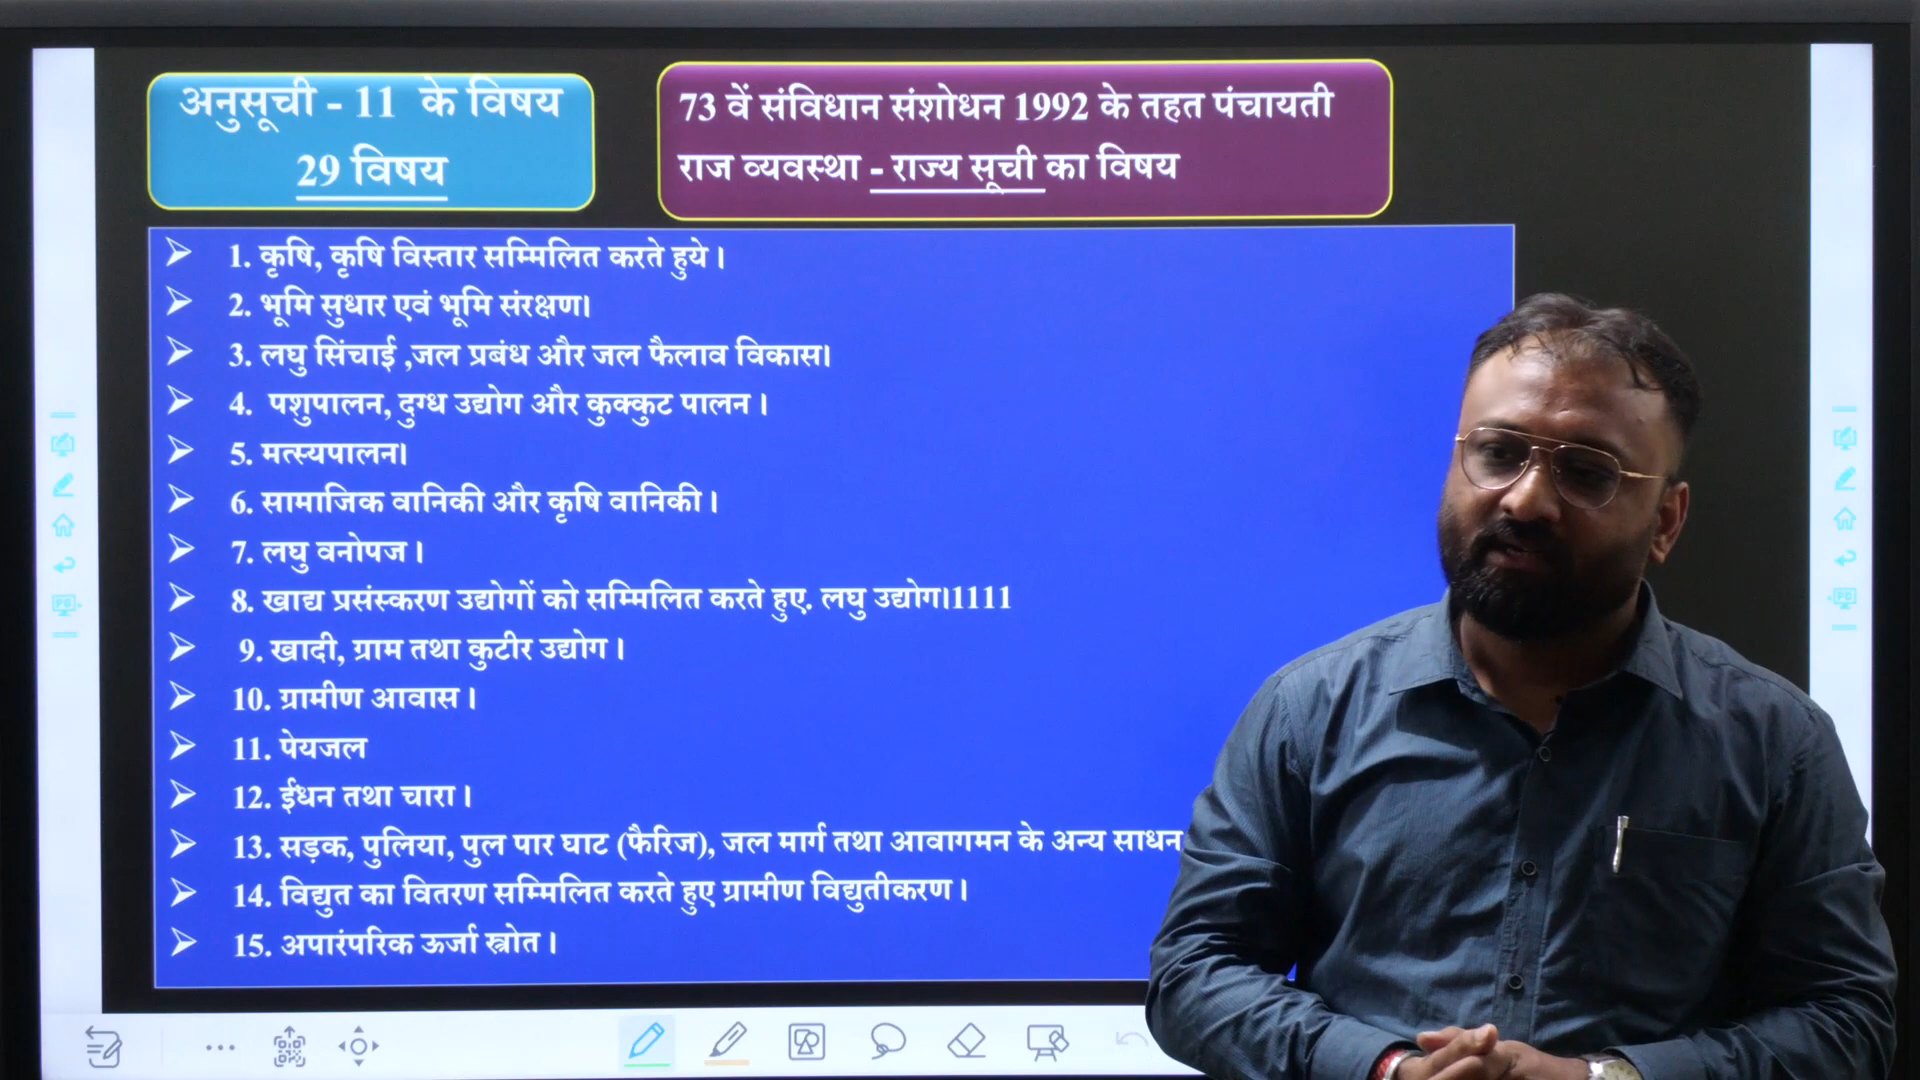 अनुसूची - 11 के विषय
29 विषय
73 वें संविधान संशोधन 1992 के तहत पंचायती
राज व्यवस्था - राज्य सूची का विषय
1. कृषि, कृषि विस्तार सम्मिलित करते हुये।
2. भूमि सुधार एवं भूमि संरक्षण।
3. लघु सिंचाई ,जल प्रबंध और जल फैलाव विकास।
4. पशुपालन, दुग्ध उद्योग और कुक्कुट पालन।
5. मत्स्यपालन।
6. सामाजिक वानिकी और कृषि वानिकी।
7. लघु वनोपज।
8. खाद्य प्रसंस्करण उद्योगों को सम्मिलित करते हुए. लघु उद्योग।1111
9. खादी, ग्राम तथा कुटीर उद्योग।
10. ग्रामीण आवास।
11. पेयजल
12. ईधन तथा चारा।
13. सड़क, पुलिया, पुल पार घाट (फैरिज), जल मार्ग तथा आवागमन के अन्य साधन
14. विद्युत का वितरण सम्मिलित करते हुए ग्रामीण विद्युतीकरण।
15. अपारंपरिक ऊर्जा स्त्रोत।